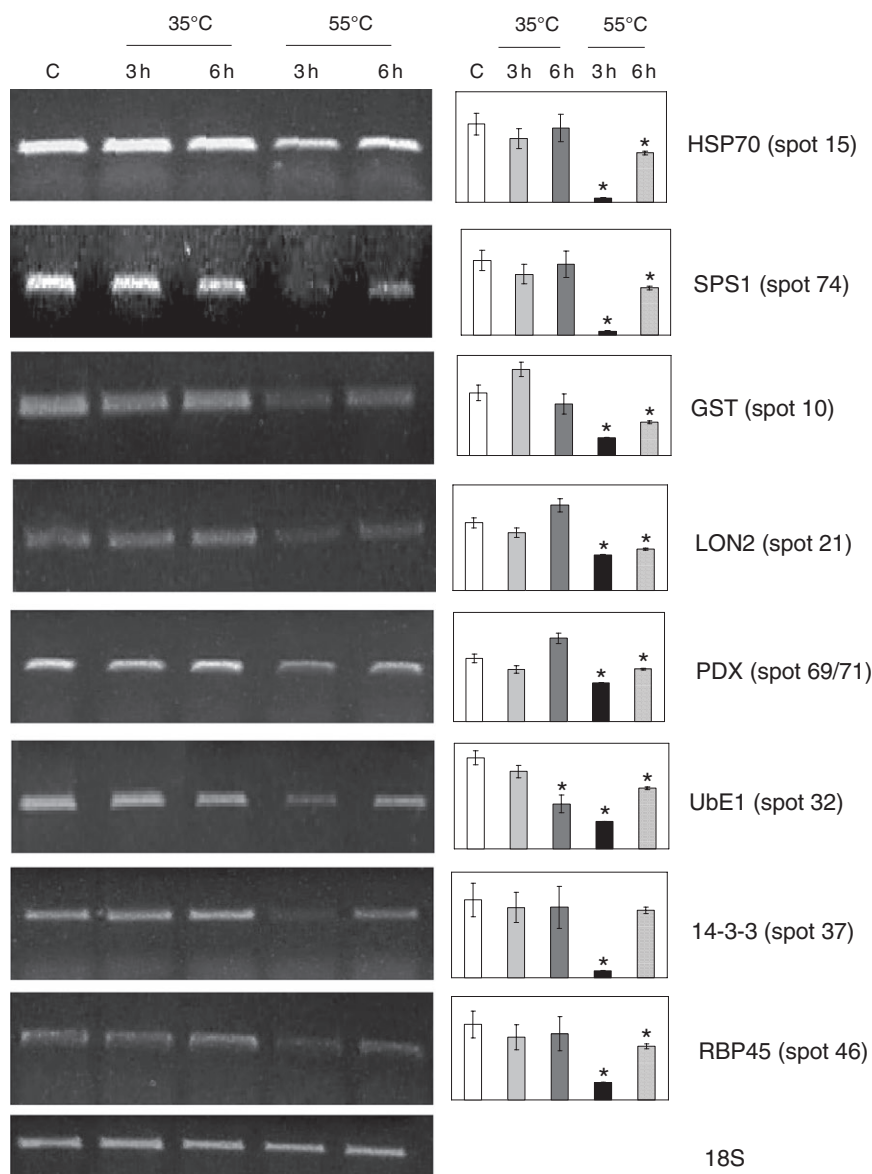 35°C 55°C 35°C 55°C
C 3 h 6 h 3 h 6 h C 3 h 6 h 3 h 6 h
* *
HSP70 (spot 15)
* *
SPS1 (spot 74)
* *
GST (spot 10)
* *
LON2 (spot 21)
* *
PDX (spot 69/71)
* * *
UbE1 (spot 32)
*
14-3-3 (spot 37)
* *
RBP45 (spot 46)
18S